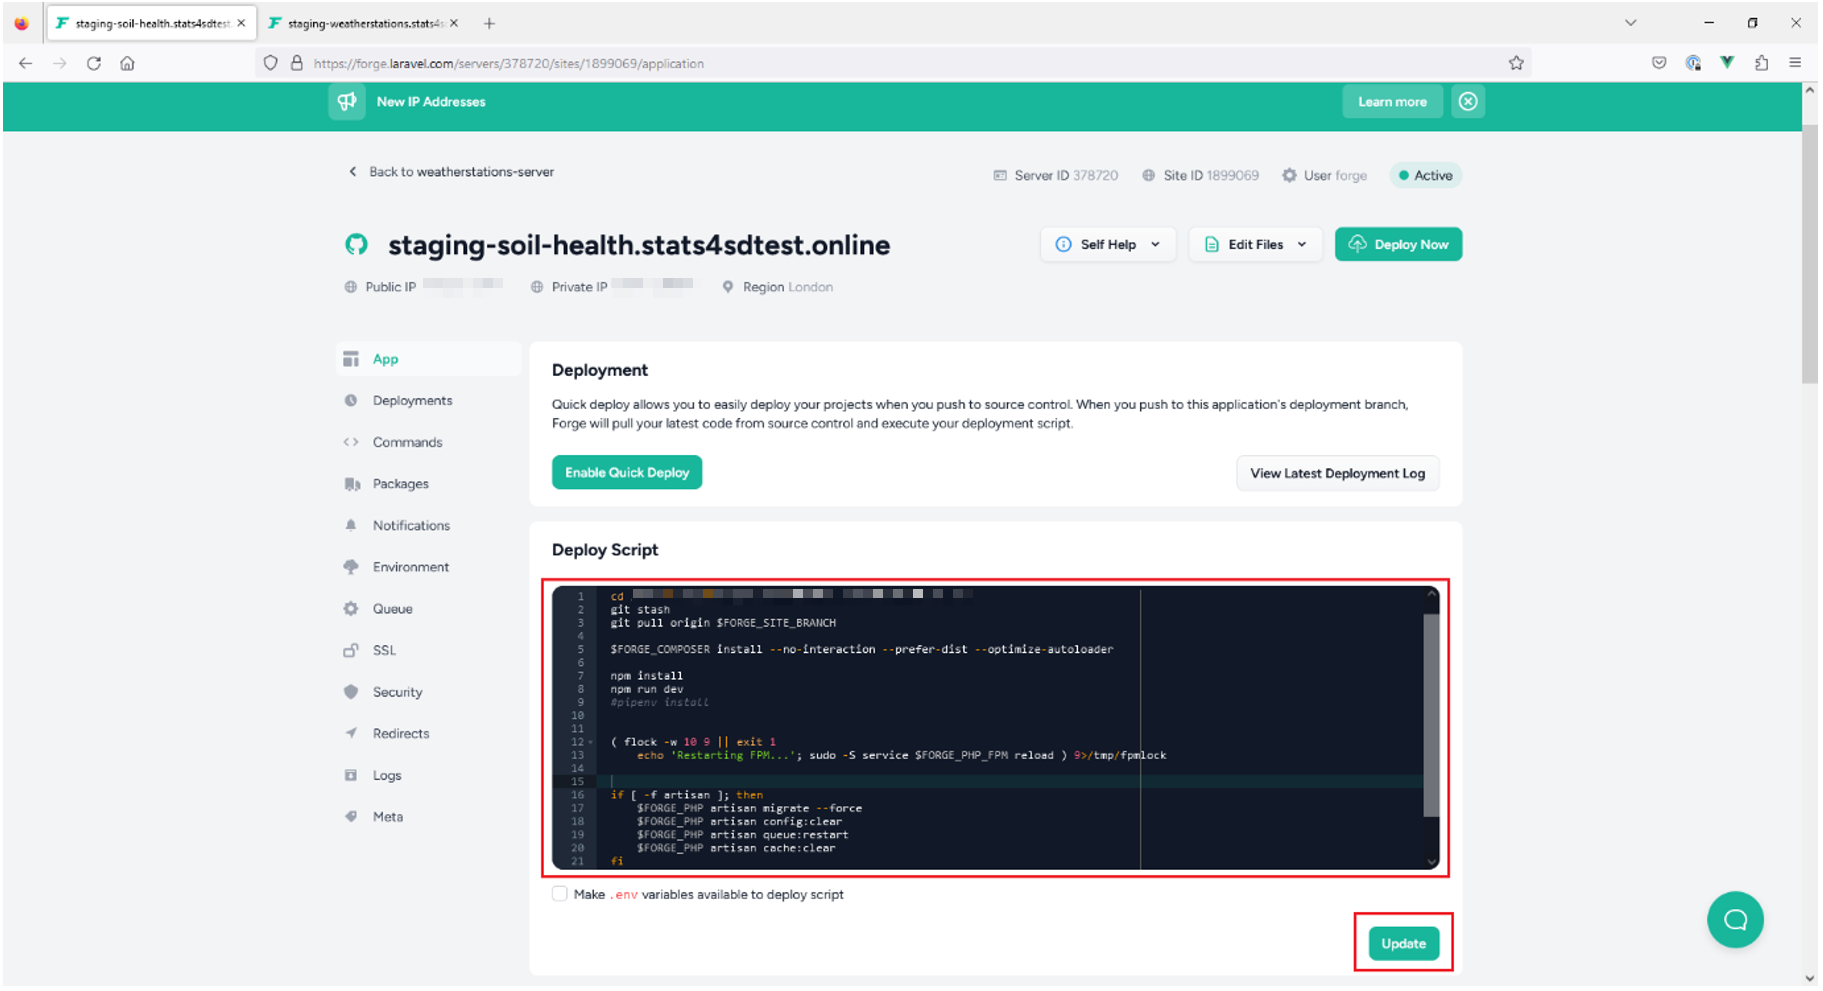 staging-soil-health.stats4sdtest.
staging-weatherstations.stats4s
https://forge.laravel.com/servers/378720/sites/1899069/application
New IP Addresses
Learn more
Back to weatherstations-server
Server ID 378720
Site ID 1899069
User forge
Active
staging-soil-health.stats4sdtest.online
Self Help
Edit Files
Deploy Now
Public IP
Private IP
Region London
App
Deployments
Commands
Packages
Notifications
Environment
Queue
SSL
Security
Redirects
Logs
Meta
Deployment
Quick deploy allows you to easily deploy your projects when you push to source control. When you push to this application's deployment branch,
Forge will pull your latest code from source control and execute your deployment script.
Enable Quick Deploy
View Latest Deployment Log
Deploy Script
1 cd
2 git stash
3 git pull origin $FORGE_SITE_BRANCH
4
5 $FORGE_COMPOSER install --no-interaction --prefer-dist --optimize-autoloader
6
7 npm install
8 npm run dev
9 #pipenv install
10
11
12 ( flock -w 10 9 || exit 1
13 echo 'Restarting FPM...'; sudo -S service $FORGE_PHP_FPM reload ) 9>/tmp/fpmlock
14
15
16 if [ -f artisan ]; then
17 $FORGE_PHP artisan migrate --force
18 $FORGE_PHP artisan config:clear
19 $FORGE_PHP artisan queue:restart
20 $FORGE_PHP artisan cache:clear
21 fi
Make .env variables available to deploy script
Update